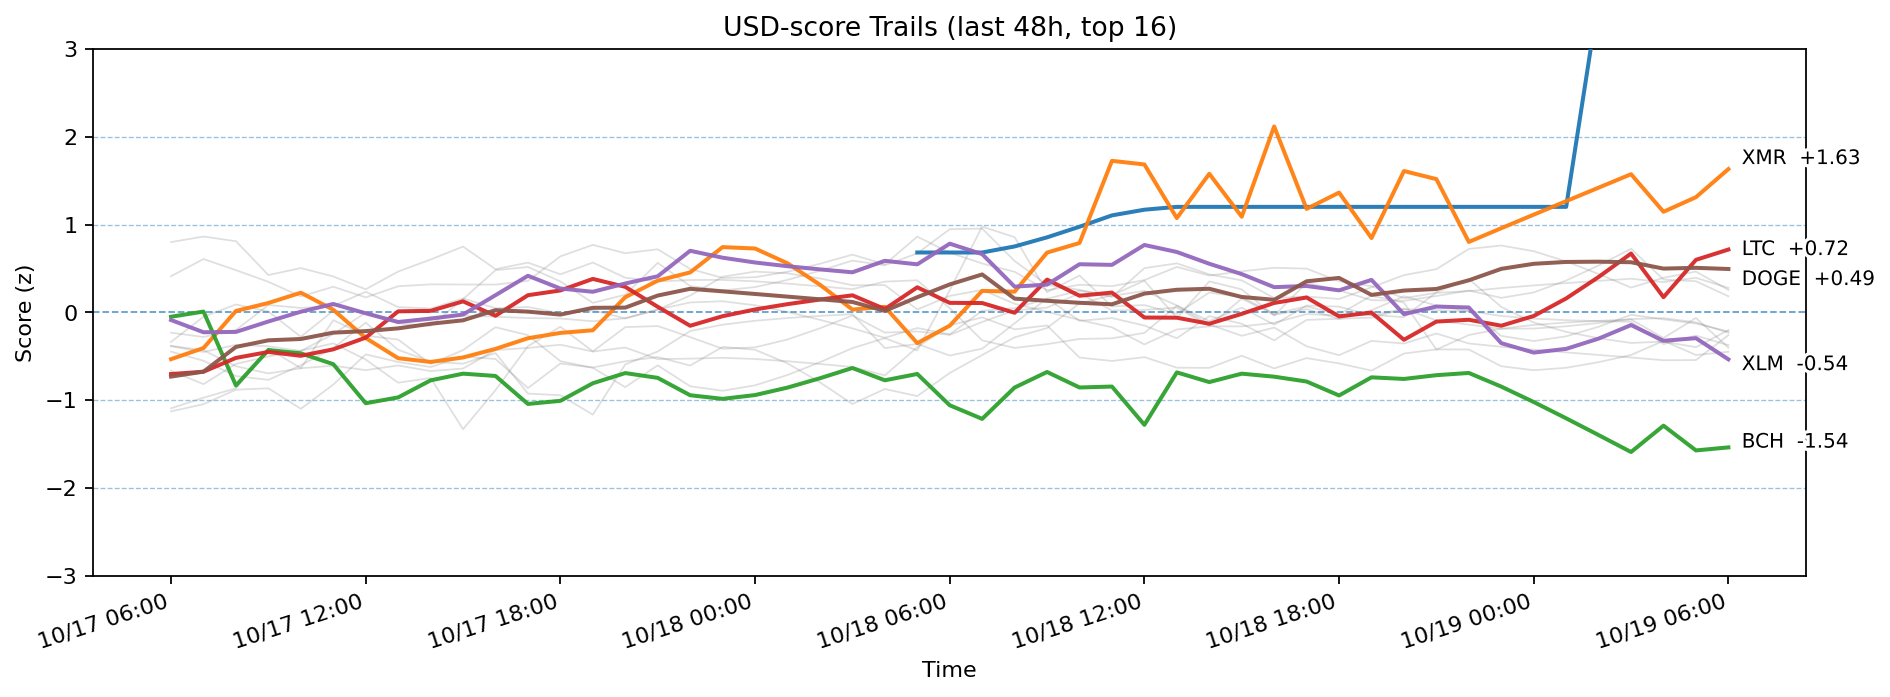 USD-score Trails (last 48h, top 16)
Score (z)
3
2
1
0
−1
−2
−3
XMR +1.63
LTC +0.72
DOGE +0.49
XLM -0.54
BCH -1.54
10/17 06:00
10/17 12:00
10/17 18:00
10/18 00:00
10/18 06:00
10/18 12:00
10/18 18:00
10/19 00:00
10/19 06:00
Time